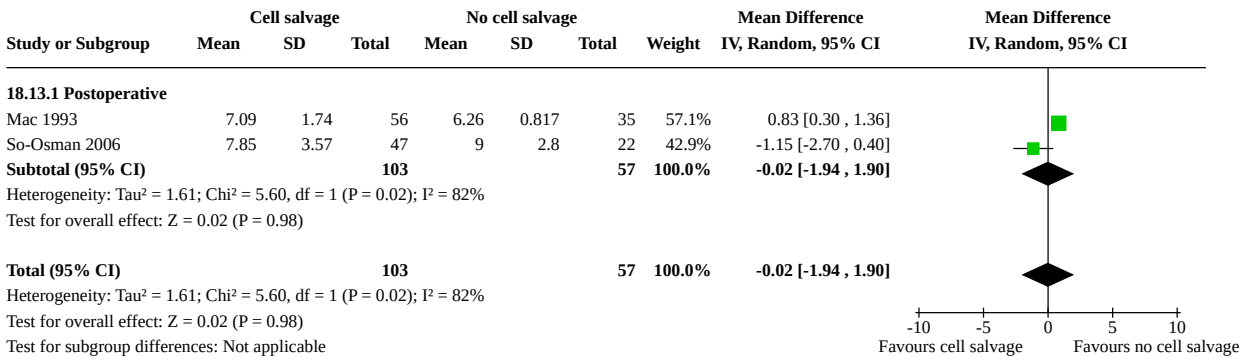 Cell salvage No cell salvage Mean Difference Mean Difference
Study or Subgroup Mean SD Total Mean SD Total Weight IV, Random, 95% CI IV, Random, 95% CI
18.13.1 Postoperative
Mac 1993 7.09 1.74 56 6.26 0.817 35 57.1% 0.83 [0.30 , 1.36]
So-Osman 2006 7.85 3.57 47 9 2.8 22 42.9% -1.15 [-2.70 , 0.40]
Subtotal (95% CI) 103 57 100.0% -0.02 [-1.94 , 1.90]
Heterogeneity: Tau² = 1.61; Chi² = 5.60, df = 1 (P = 0.02); I² = 82%
Test for overall effect: Z = 0.02 (P = 0.98)
Total (95% CI) 103 57 100.0% -0.02 [-1.94 , 1.90]
Heterogeneity: Tau² = 1.61; Chi² = 5.60, df = 1 (P = 0.02); I² = 82%
Test for overall effect: Z = 0.02 (P = 0.98)
-10 -5 0 5 10
Test for subgroup differences: Not applicable Favours cell salvage Favours no cell salvage